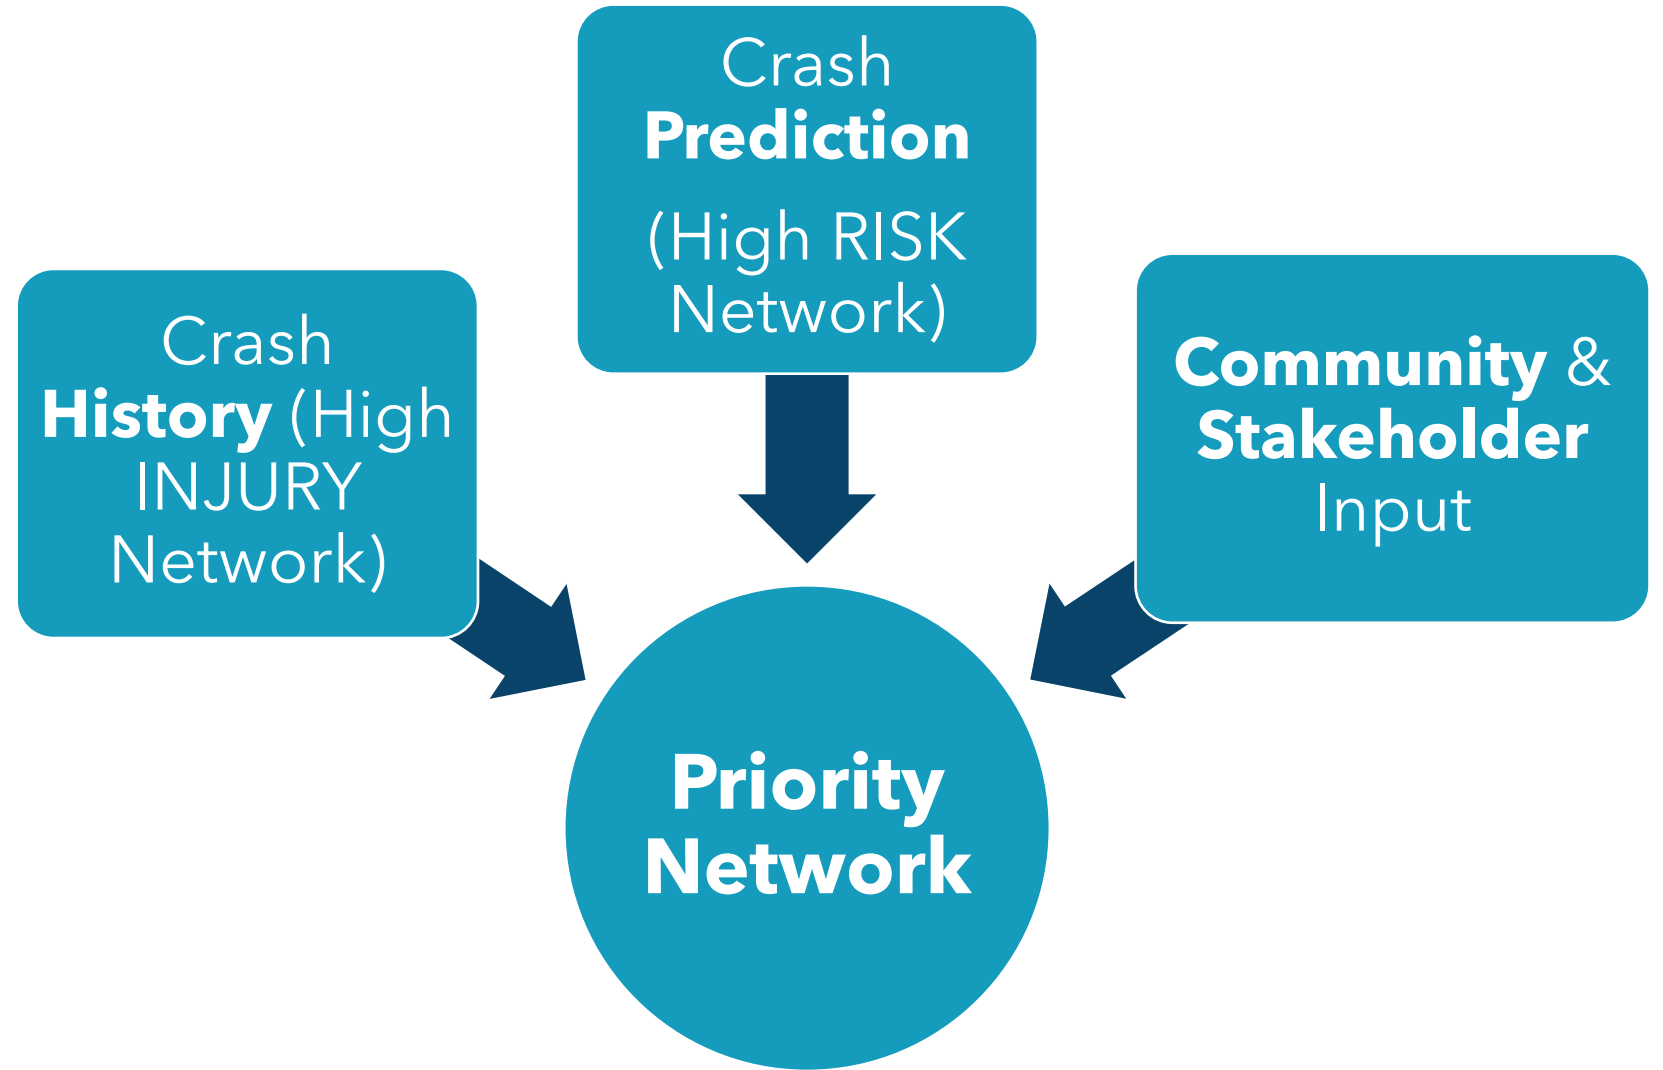 Crash
History (High
INJURY
Network)
Crash
Prediction
(High RISK
Network)
Community &
Stakeholder
Input
Priority
Network